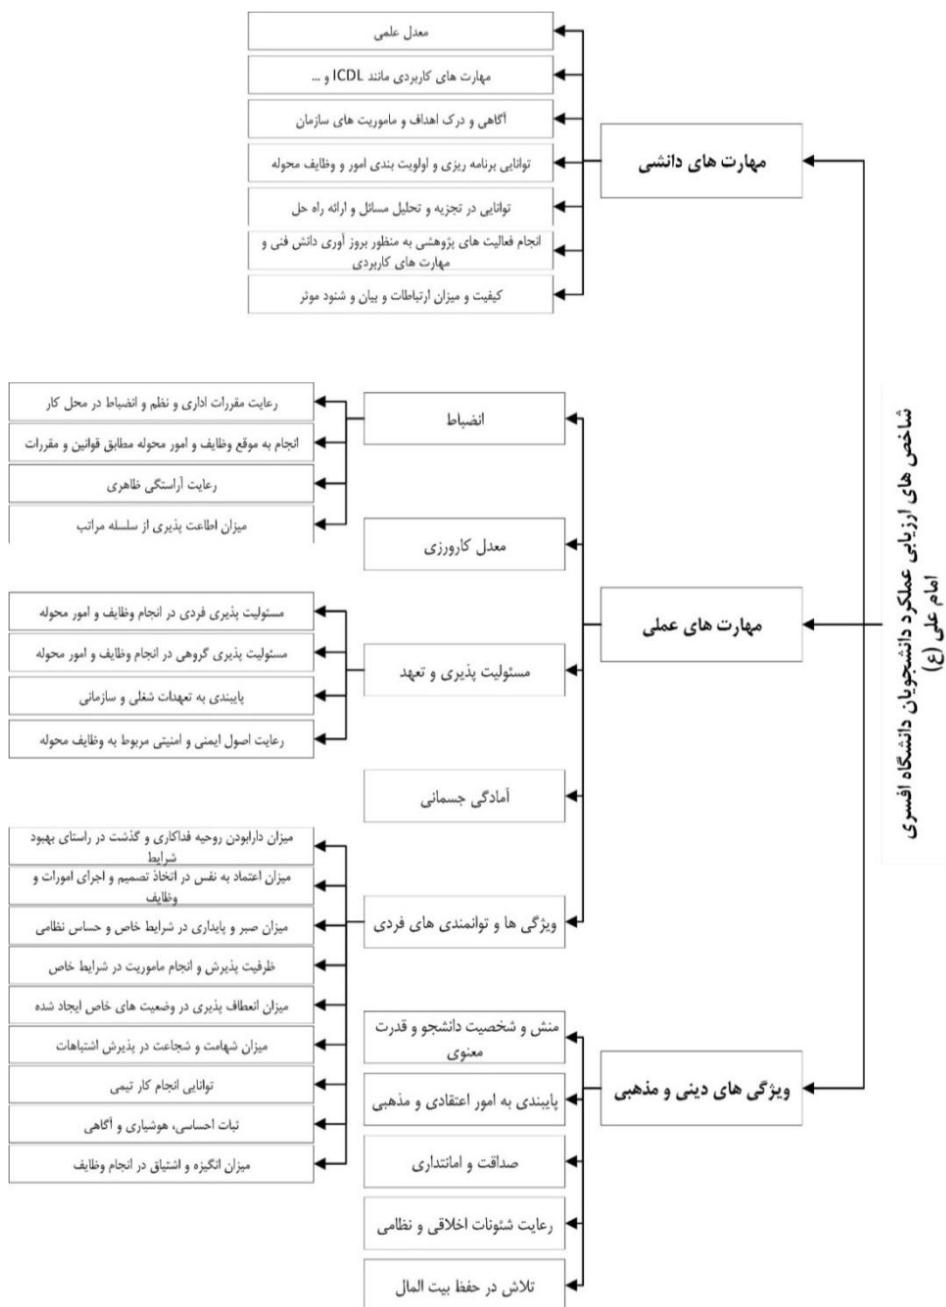 شاخص های ارزیابی عملکرد دانشجویان دانشگاه افسری
امام علی (ع)
مهارت های دانشی
معدل علمی
مهارت های کاربردی مانند ICDL و ...
آگاهی و درک اهداف و ماموریت های سازمان
توانایی برنامه ریزی و اولویت بندی امور و وظایف محوله
توانایی در تجزیه و تحلیل مسائل و ارائه راه حل
انجام فعالیت های پژوهشی به منظور بروز آوری دانش فنی و
مهارت های کاربردی
کیفیت و میزان ارتباطات و بیان و شنود موثر
مهارت های عملی
انضباط
رعایت مقررات اداری و نظم و انضباط در محل کار
انجام به موقع وظایف و امور محوله مطابق قوانین و مقررات
رعایت آراستگی ظاهری
میزان اطاعت پذیری از سلسله مراتب
معدل کارورزی
مسئولیت پذیری و تعهد
مسئولیت پذیری فردی در انجام وظایف و امور محوله
مسئولیت پذیری گروهی در انجام وظایف و امور محوله
پایبندی به تعهدات شغلی و سازمانی
رعایت اصول ایمنی و امنیتی مربوط به وظایف محوله
آمادگی جسمانی
ویژگی ها و توانمندی های فردی
میزان دارابودن روحیه فداکاری و گذشت در راستای بهبود
شرایط
میزان اعتماد به نفس در اتخاذ تصمیم و اجرای امورات و
وظایف
میزان صبر و پایداری در شرایط خاص و حساس نظامی
ظرفیت پذیرش و انجام ماموریت در شرایط خاص
میزان انعطاف پذیری در وضعیت های خاص ایجاد شده
میزان شهامت و شجاعت در پذیرش اشتباهات
توانایی انجام کار تیمی
ثبات احساسی، هوشیاری و آگاهی
میزان انگیزه و اشتیاق در انجام وظایف
ویژگی های دینی و مذهبی
منش و شخصیت دانشجو و قدرت
معنوی
پایبندی به امور اعتقادی و مذهبی
صداقت و امانتداری
رعایت شئونات اخلاقی و نظامی
تلاش در حفظ بیت المال